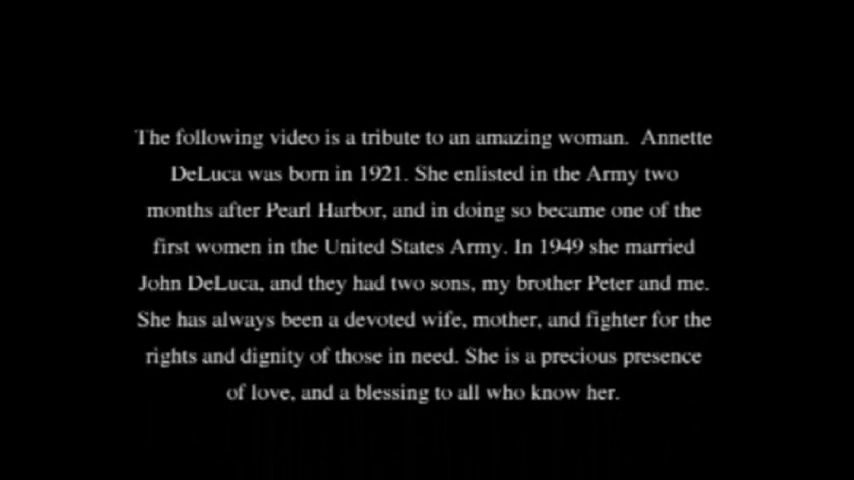 The following video is a tribute to an amazing woman.  Annette
DeLuca was born in 1921. She enlisted in the Army two
months after Pearl Harbor, and in doing so became one of the
first women in the United States Army. In 1949 she married
John DeLuca, and they had two sons, my brother Peter and me.
She has always been a devoted wife, mother, and fighter for the
rights and dignity of those in need. She is a precious presence
of love, and a blessing to all who know her.